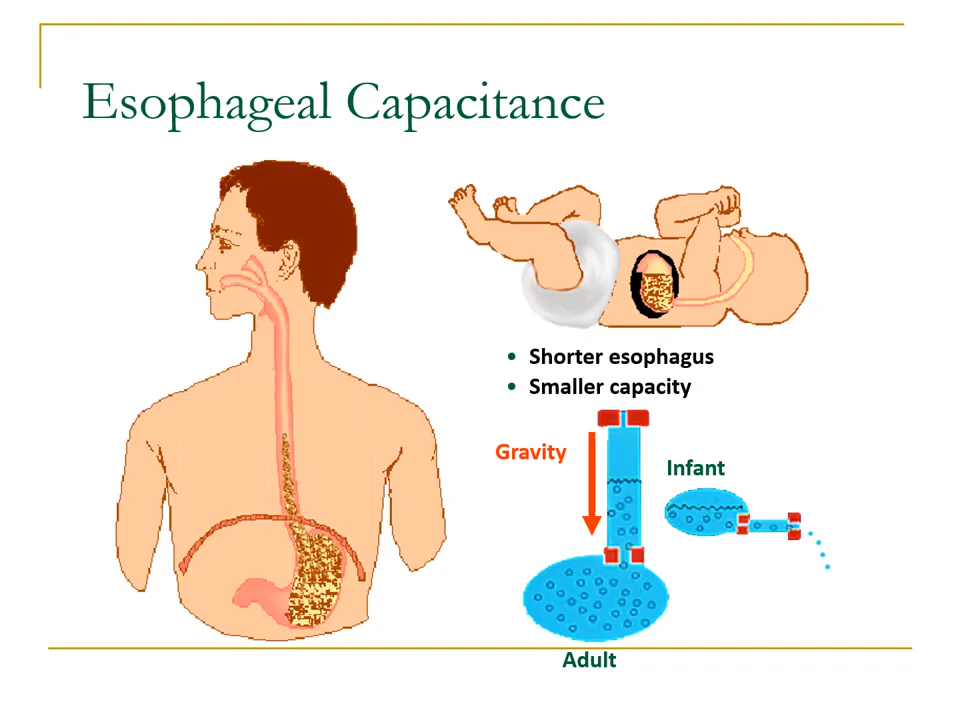 Esophageal Capacitance
• Shorter esophagus
• Smaller capacity
Gravity
Infant
Adult